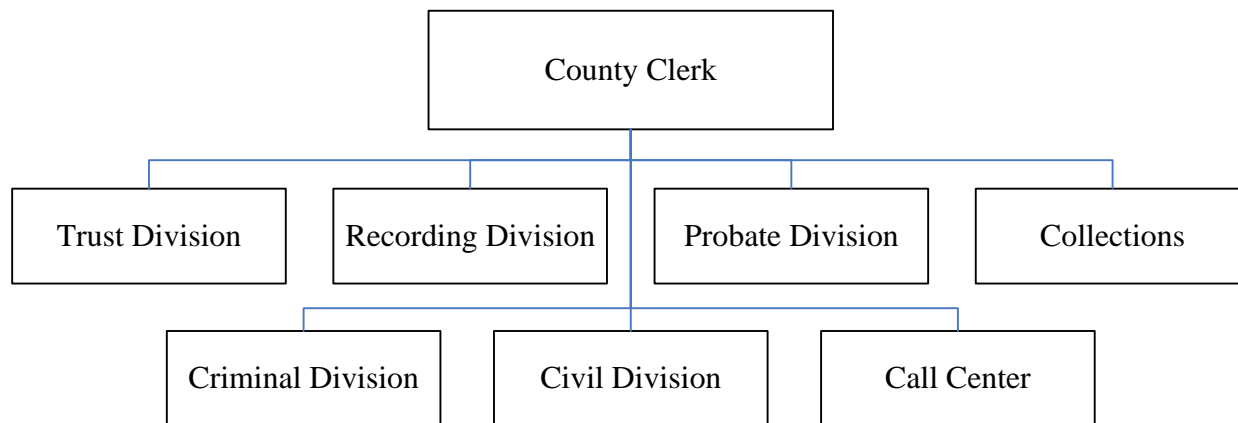 County Clerk
Trust Division
Recording Division
Probate Division
Collections
Criminal Division
Civil Division
Call Center